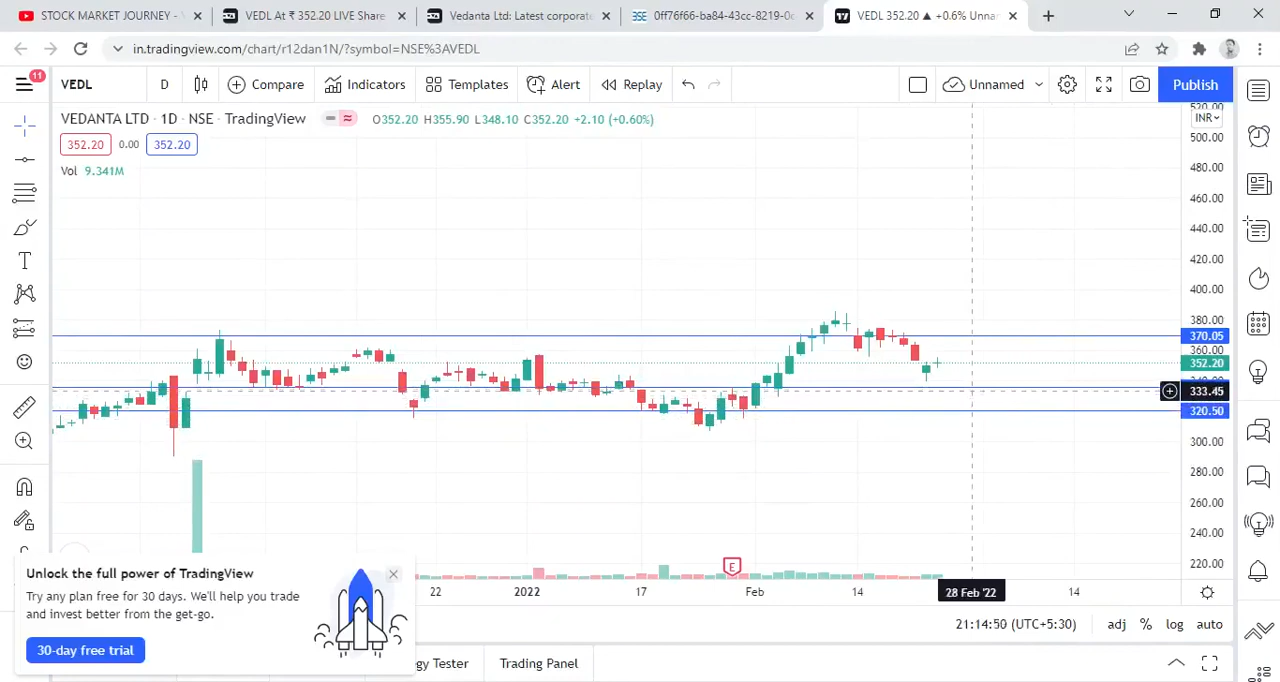 STOCK MARKET JOURNEY -
VEDL At ₹ 352.20 LIVE Share
Vedanta Ltd: Latest corporate
0ff76f66-ba84-43cc-8219-0c
VEDL 352.20 ▲ +0.6% Unna
in.tradingview.com/chart/r12dan1N/?symbol=NSE%3AVEDL
11
VEDL
D
Compare
Indicators
Templates
Alert
Replay
Unnamed
Publish
VEDANTA LTD · 1D · NSE · TradingView
O352.20 H355.90 L348.10 C352.20 +2.10 (+0.60%)
352.20
0.00
352.20
Vol 9.341M
520.00
INR
500.00
480.00
460.00
440.00
420.00
400.00
380.00
370.05
360.00
352.20
333.45
320.50
300.00
280.00
260.00
240.00
220.00
E
22
2022
17
Feb
14
28 Feb '22
14
Unlock the full power of TradingView
Try any plan free for 30 days. We'll help you trade
and invest better from the get-go.
30-day free trial
21:14:50 (UTC+5:30)
adj
%
log
auto
gy Tester
Trading Panel